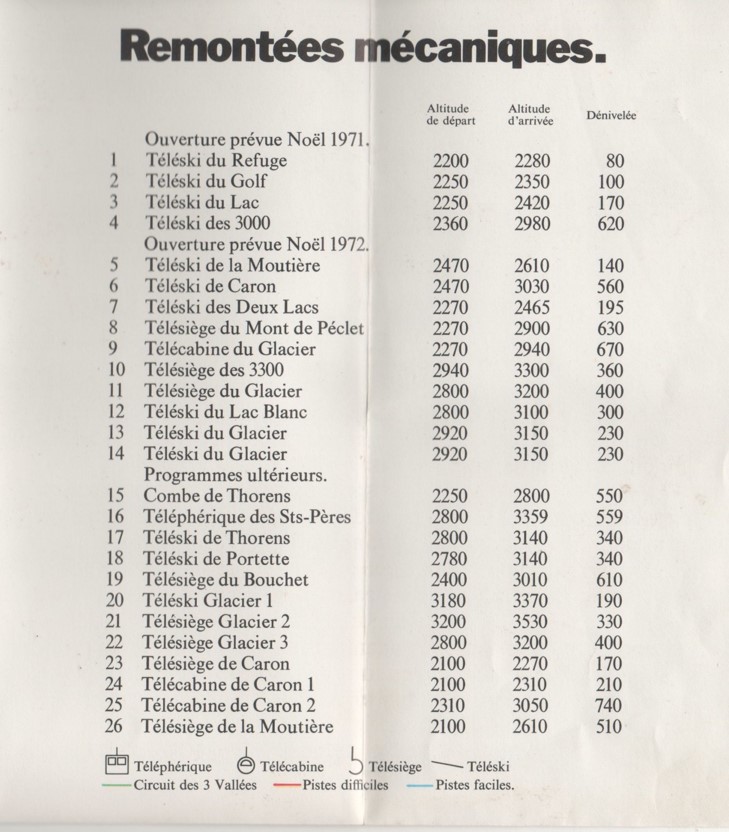 Remontées mécaniques.
Altitude de départ Altitude d'arrivée Dénivelée
Ouverture prévue Noël 1971.
1 Téléski du Refuge 2200 2280 80
2 Téléski du Golf 2250 2350 100
3 Téléski du Lac 2250 2420 170
4 Téléski des 3000 2360 2980 620
Ouverture prévue Noël 1972.
5 Téléski de la Moutière 2470 2610 140
6 Téléski de Caron 2470 3030 560
7 Téléski des Deux Lacs 2270 2465 195
8 Télésiège du Mont de Péclet 2270 2900 630
9 Télécabine du Glacier 2270 2940 670
10 Télésiège des 3300 2940 3300 360
11 Télésiège du Glacier 2800 3200 400
12 Téléski du Lac Blanc 2800 3100 300
13 Téléski du Glacier 2920 3150 230
14 Téléski du Glacier 2920 3150 230
Programmes ultérieurs.
15 Combe de Thorens 2250 2800 550
16 Téléphérique des Sts-Pères 2800 3359 559
17 Téléski de Thorens 2800 3140 340
18 Téléski de Portette 2780 3140 340
19 Télésiège du Bouchet 2400 3010 610
20 Téléski Glacier 1 3180 3370 190
21 Télésiège Glacier 2 3200 3530 330
22 Télésiège Glacier 3 2800 3200 400
23 Télésiège de Caron 2100 2270 170
24 Télécabine de Caron 1 2100 2310 210
25 Télécabine de Caron 2 2310 3050 740
26 Télésiège de la Moutière 2100 2610 510
Téléphérique Télécabine Télésiège Téléski
Circuit des 3 Vallées Pistes difficiles Pistes faciles.